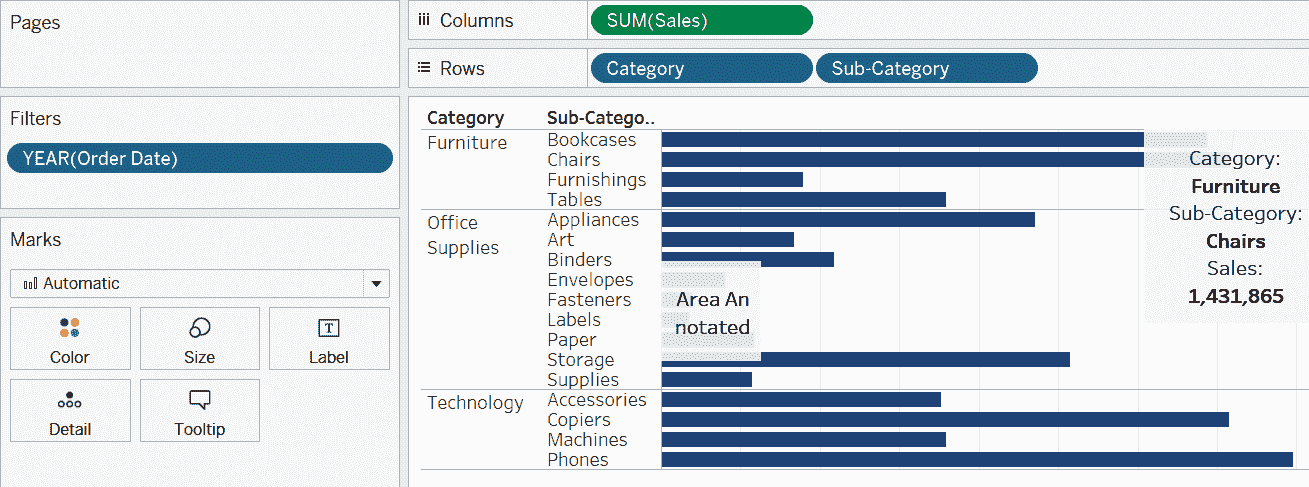 Pages
Columns SUM(Sales)
Rows Category Sub-Category
Filters
YEAR(Order Date)
Marks
Automatic
Color Size Label
Detail Tooltip
Category Sub-Catego..
Furniture Bookcases
Chairs
Furnishings
Tables
Office Supplies Appliances
Art
Binders
Envelopes
Fasteners
Labels
Paper
Storage
Supplies
Technology Accessories
Copiers
Machines
Phones
Area An
notated
Category:
Furniture
Sub-Category:
Chairs
Sales:
1,431,865